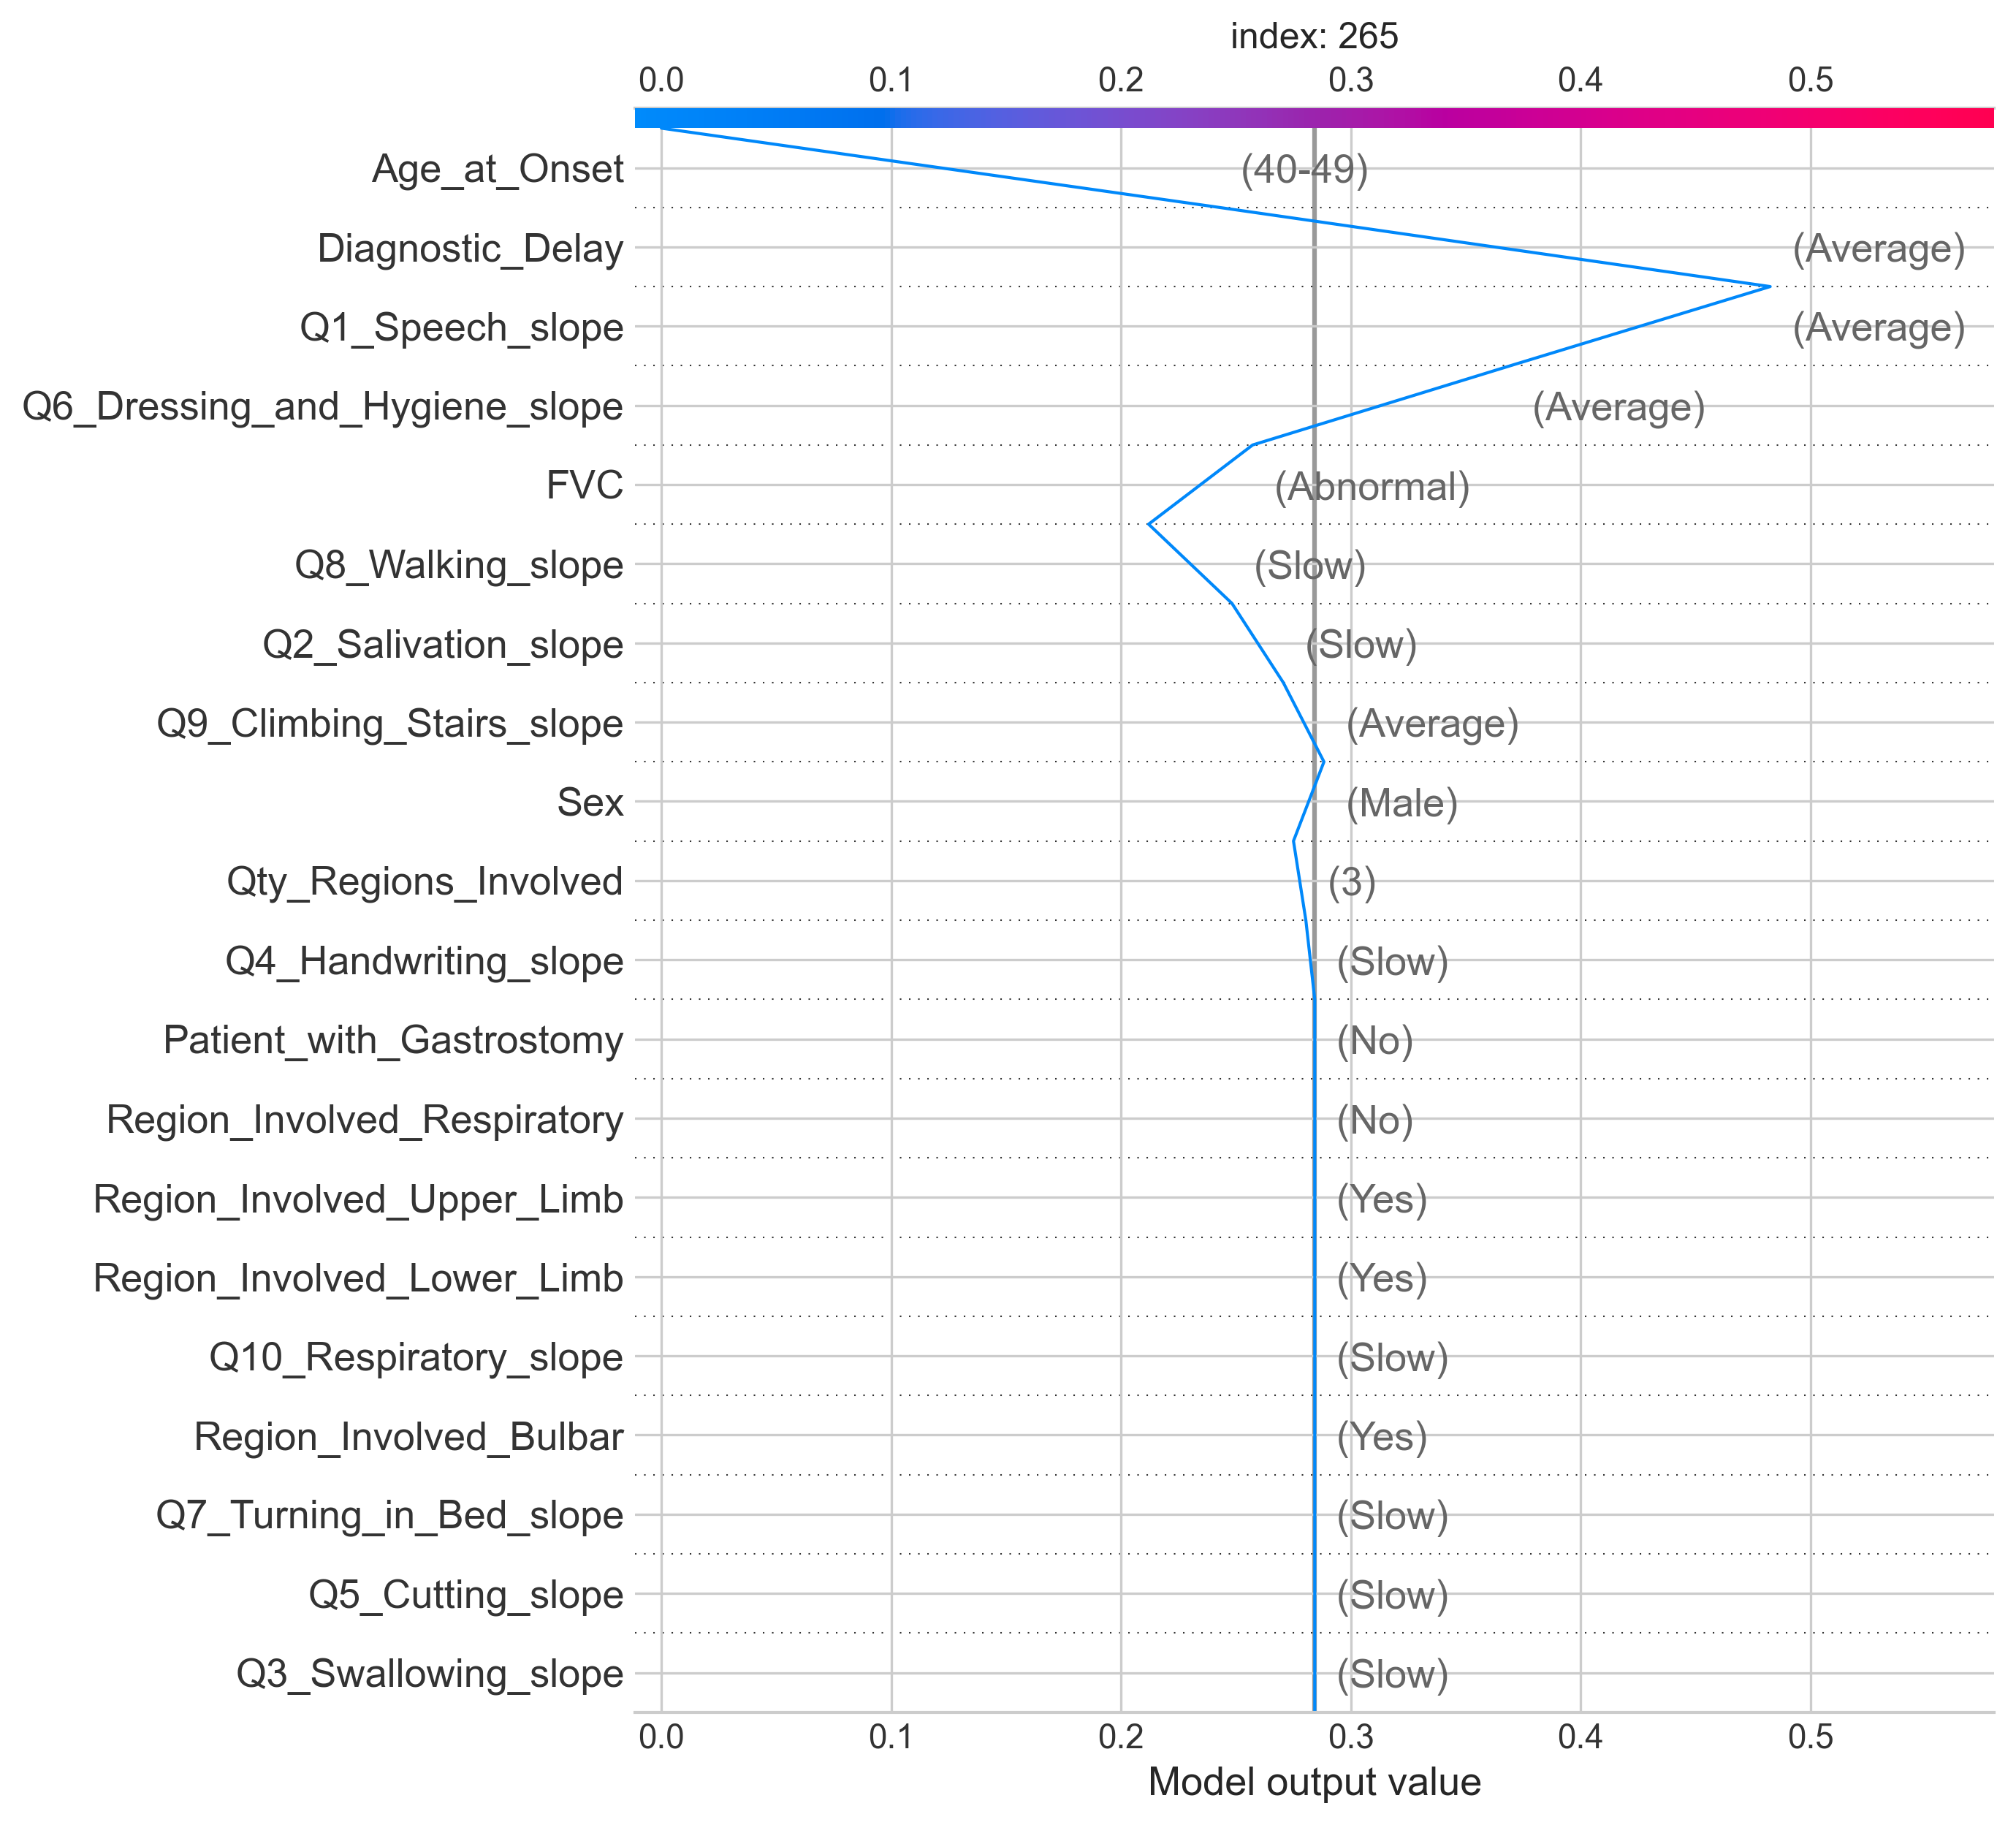 index: 265
0.0 0.1 0.2 0.3 0.4 0.5
Age_at_Onset (40-49)
Diagnostic_Delay (Average)
Q1_Speech_slope (Average)
Q6_Dressing_and_Hygiene_slope (Average)
FVC (Abnormal)
Q8_Walking_slope (Slow)
Q2_Salivation_slope (Slow)
Q9_Climbing_Stairs_slope (Average)
Sex (Male)
Qty_Regions_Involved (3)
Q4_Handwriting_slope (Slow)
Patient_with_Gastrostomy (No)
Region_Involved_Respiratory (No)
Region_Involved_Upper_Limb (Yes)
Region_Involved_Lower_Limb (Yes)
Q10_Respiratory_slope (Slow)
Region_Involved_Bulbar (Yes)
Q7_Turning_in_Bed_slope (Slow)
Q5_Cutting_slope (Slow)
Q3_Swallowing_slope (Slow)
0.0 0.1 0.2 0.3 0.4 0.5
Model output value